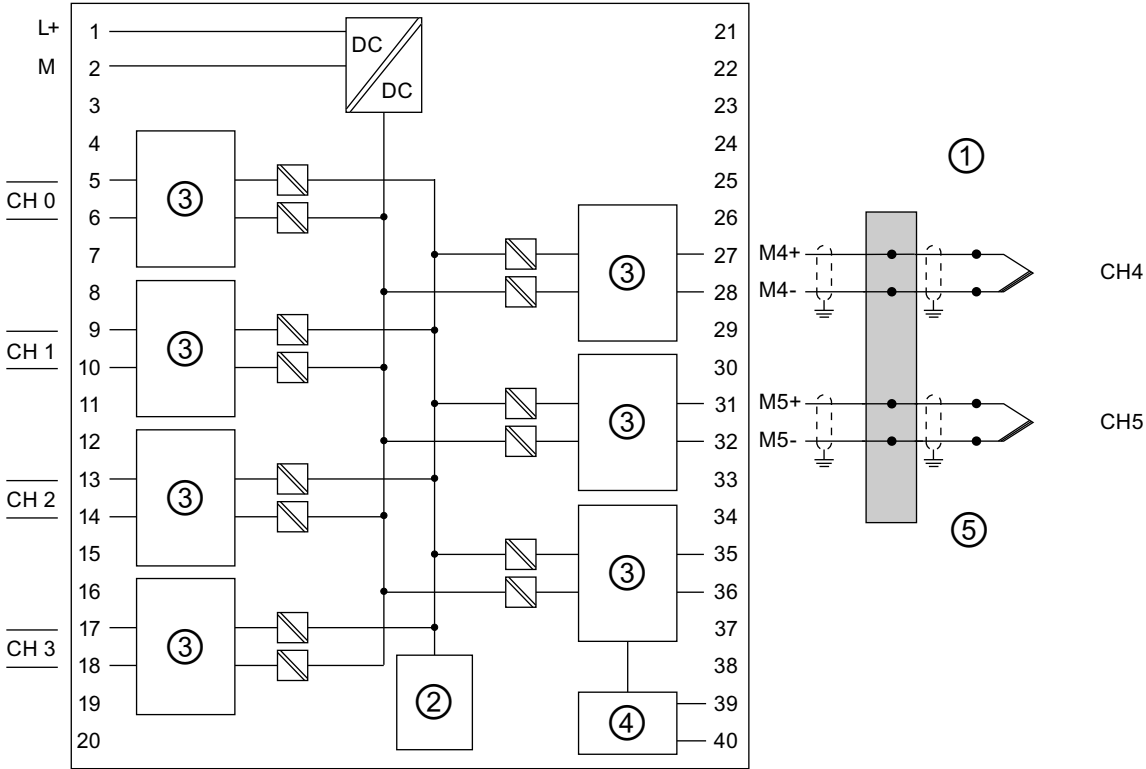 L+ 1 DC 21
M 2 DC 22
3 23
4 24
5 ③ 25
CH 0
6 26
7 27 M4+
① 
③ CH4
8 28 M4-
9 29
CH 1 ③
10 30
11 31 M5+
③ CH5
12 32 M5-
13 33
CH 2 ③
14 34
⑤
15 35
③
16 36
17 37
CH 3 ③
18 38
19 ② 39
④
20 40